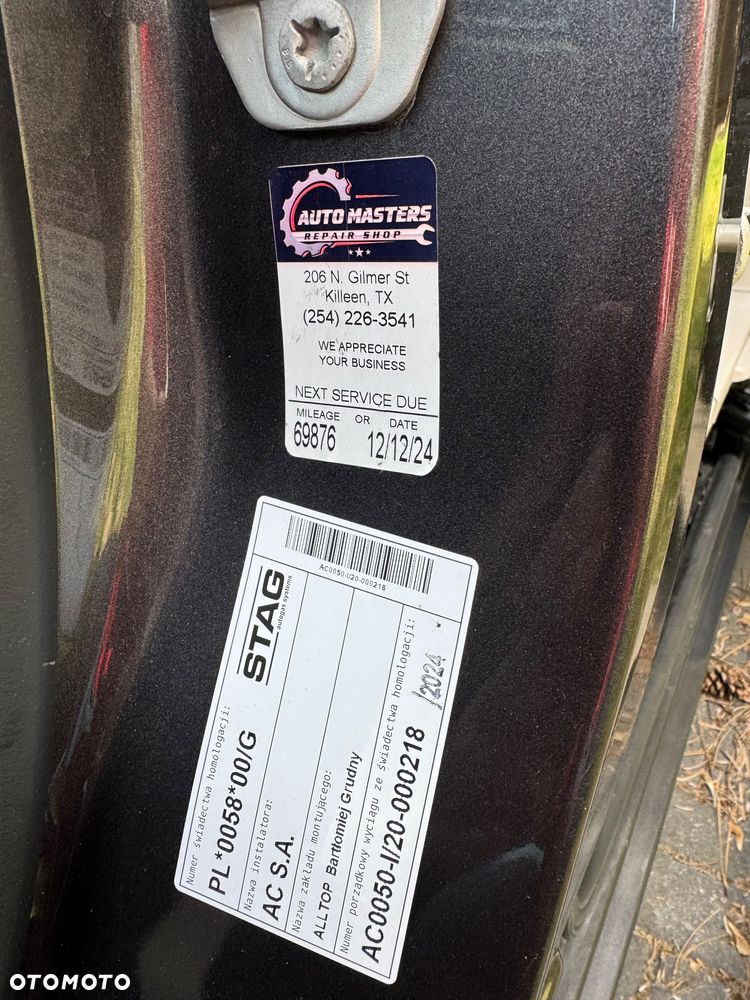 AUTO MASTERS
REPAIR SHOP
206 N. Gilmer St
Killeen, TX
(254) 226-3541
WE APPRECIATE
YOUR BUSINESS
NEXT SERVICE DUE
MILEAGE OR DATE
69876 12/12/24
AC0050-I/20-000218
STAG
autogas systems
Numer świadectwa homologacji:
PL*0058*00/G
Nazwa instalatora:
AC S.A.
Nazwa zakładu montującego:
ALLTOP Bartłomiej Grudny
Numer porządkowy wyciągu ze świadectwa homologacji:
AC0050-I/20-000218 /2024
OTOMOTO